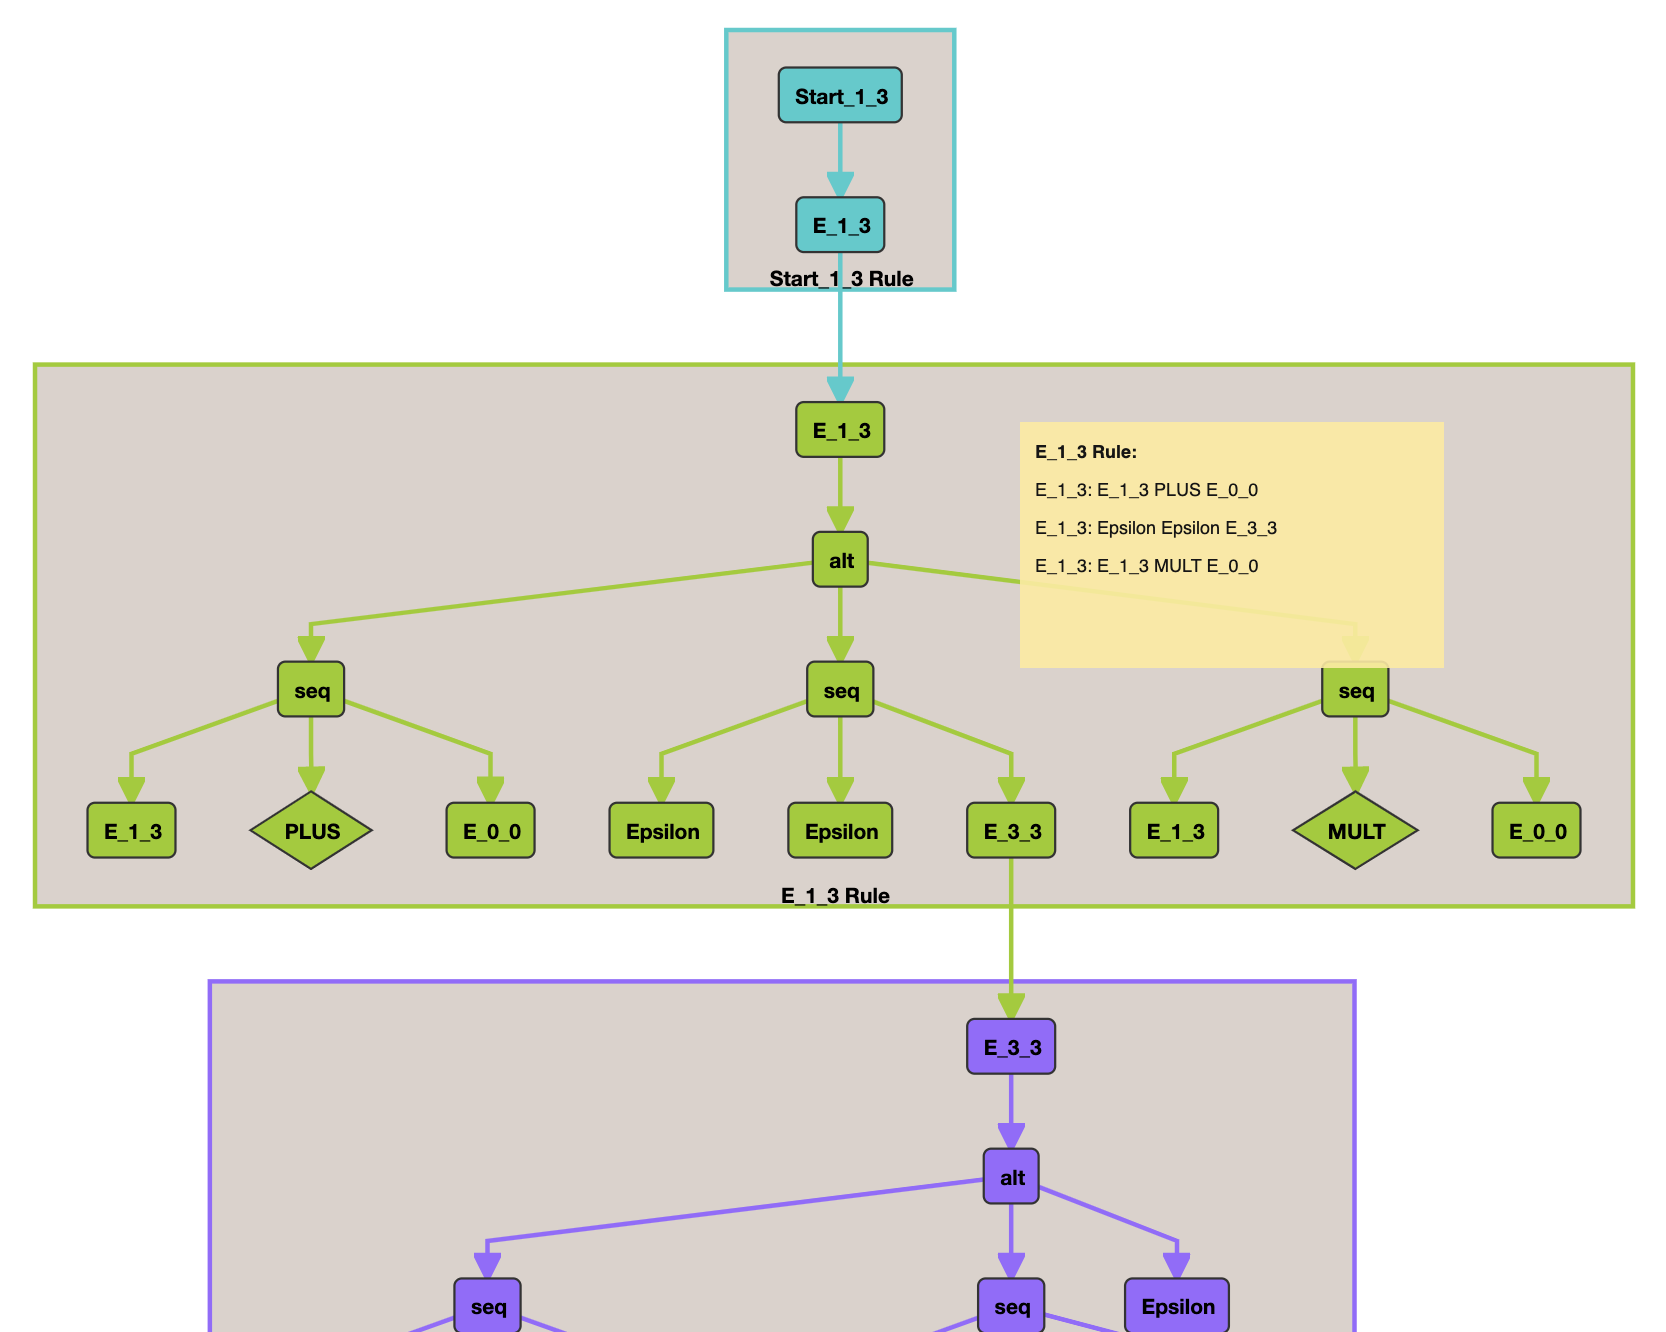 Start_1_3
E_1_3
Start_1_3 Rule
E_1_3
E_1_3 Rule:
E_1_3: E_1_3 PLUS E_0_0
E_1_3: Epsilon Epsilon E_3_3
E_1_3: E_1_3 MULT E_0_0
alt
seq seq seq
E_1_3 PLUS E_0_0 Epsilon Epsilon E_3_3 E_1_3 MULT E_0_0
E_1_3 Rule
E_3_3
alt
seq seq Epsilon